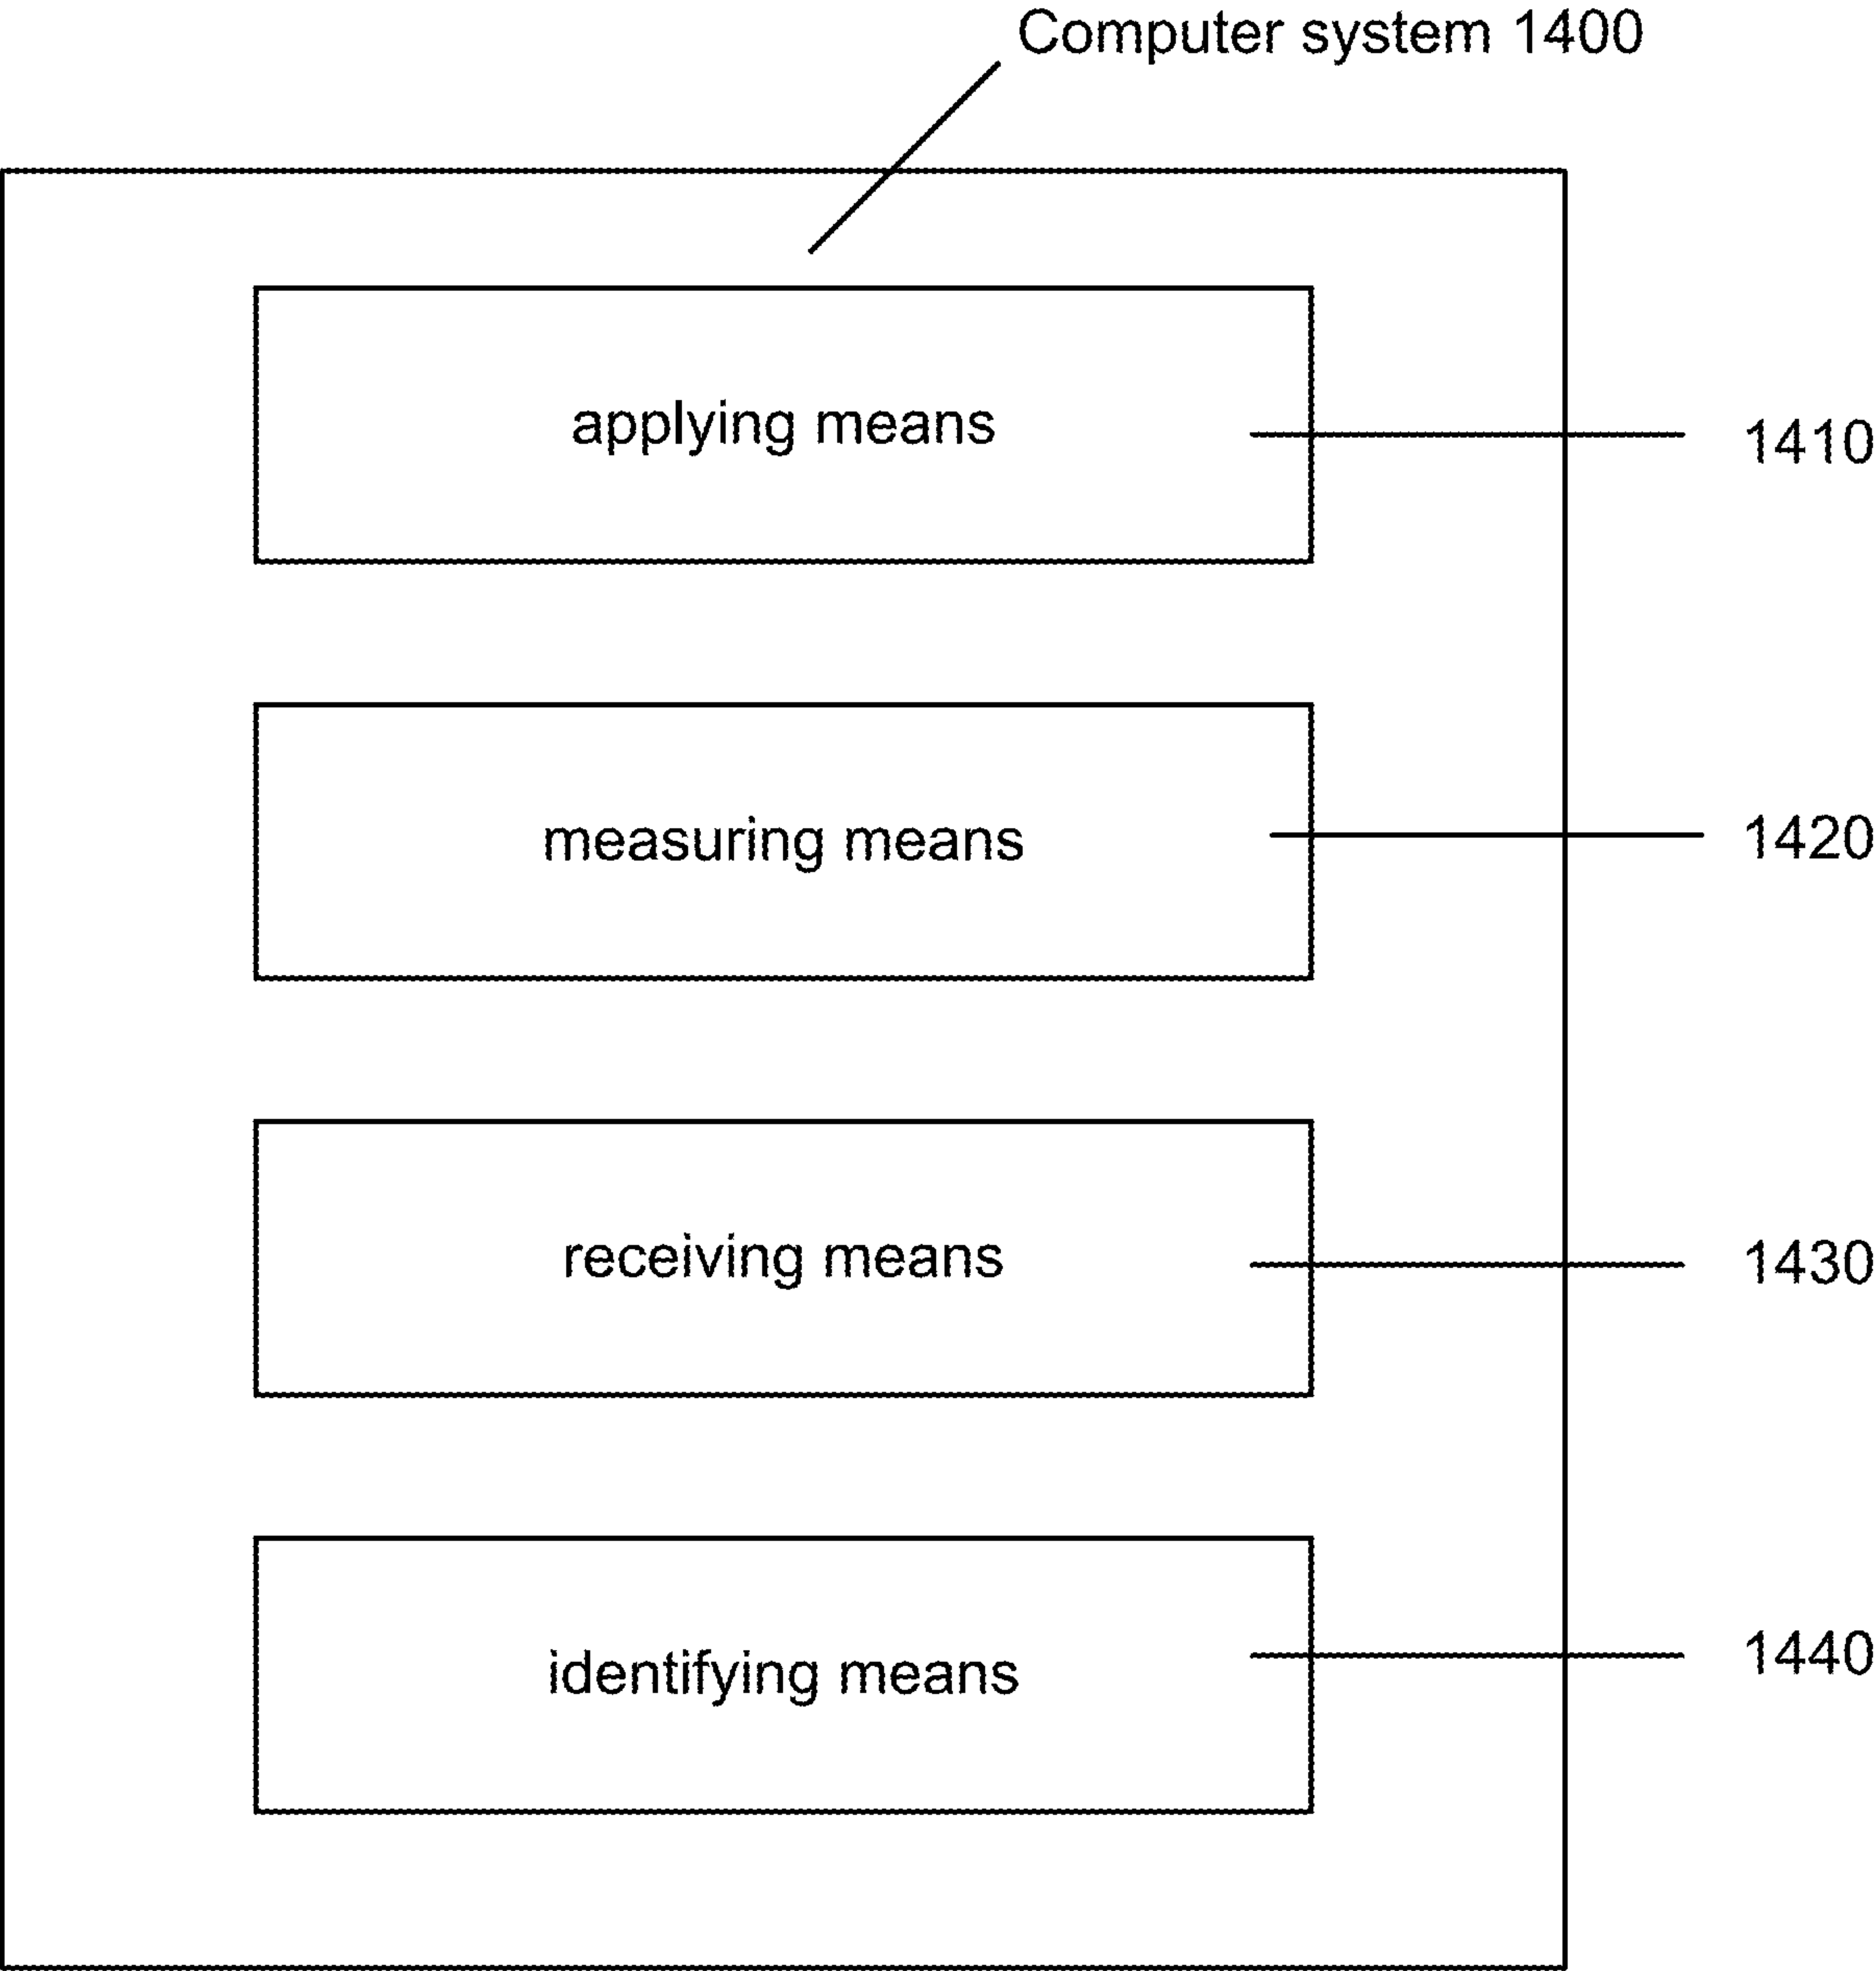 Computer system 1400
applying means
1410
measuring means
1420
receiving means
1430
identifying means
1440